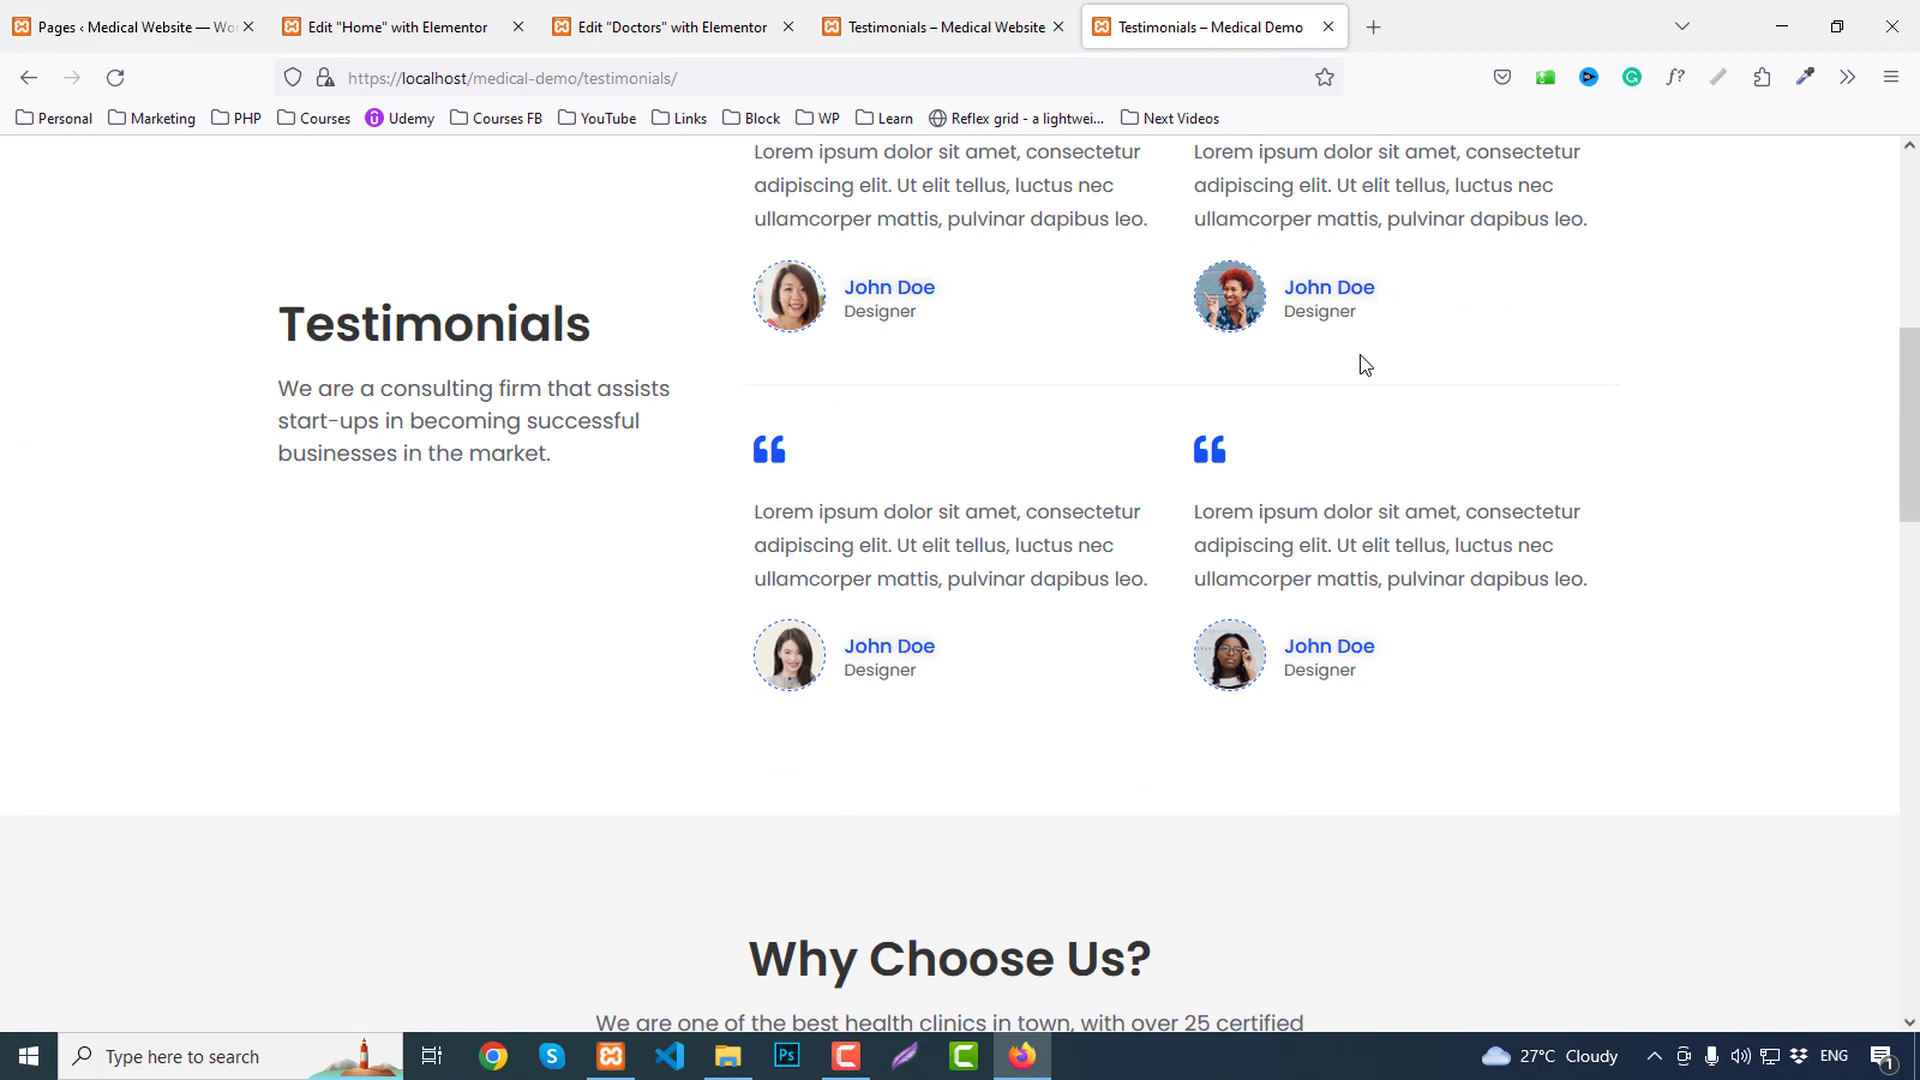 Pages ‹ Medical Website — Wo
Edit "Home" with Elementor
Edit "Doctors" with Elementor
Testimonials – Medical Website
Testimonials – Medical Demo
https://localhost/medical-demo/testimonials/
Personal
Marketing
PHP
Courses
Udemy
Courses FB
YouTube
Links
Block
WP
Learn
Reflex grid - a lightwei...
Next Videos
Testimonials
We are a consulting firm that assists
start-ups in becoming successful
businesses in the market.
Lorem ipsum dolor sit amet, consectetur
adipiscing elit. Ut elit tellus, luctus nec
ullamcorper mattis, pulvinar dapibus leo.
John Doe
Designer
Lorem ipsum dolor sit amet, consectetur
adipiscing elit. Ut elit tellus, luctus nec
ullamcorper mattis, pulvinar dapibus leo.
John Doe
Designer
Lorem ipsum dolor sit amet, consectetur
adipiscing elit. Ut elit tellus, luctus nec
ullamcorper mattis, pulvinar dapibus leo.
John Doe
Designer
Lorem ipsum dolor sit amet, consectetur
adipiscing elit. Ut elit tellus, luctus nec
ullamcorper mattis, pulvinar dapibus leo.
John Doe
Designer
Why Choose Us?
We are one of the best health clinics in town, with over 25 certified
Type here to search
Ps
27°C Cloudy
ENG
1